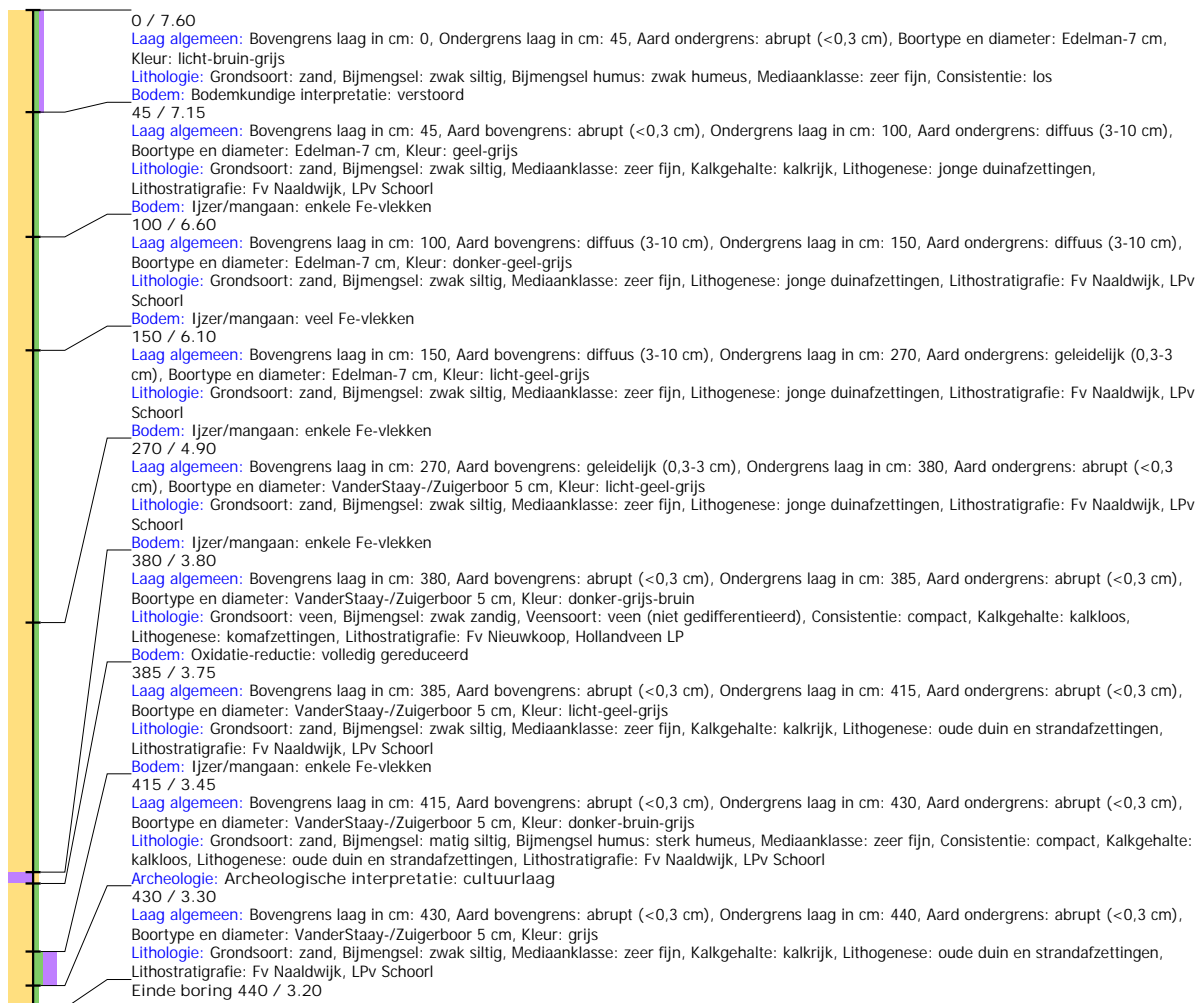 0 / 7.60
Laag algemeen: Bovengrens laag in cm: 0, Ondergrens laag in cm: 45, Aard ondergrens: abrupt (<0,3 cm), Boortype en diameter: Edelman-7 cm,
Kleur: licht-bruin-grijs
Lithologie: Grondsoort: zand, Bijmengsel: zwak siltig, Bijmengsel humus: zwak humeus, Mediaanklasse: zeer fijn, Consistentie: los
Bodem: Bodemkundige interpretatie: verstoord
45 / 7.15
Laag algemeen: Bovengrens laag in cm: 45, Aard bovengrens: abrupt (<0,3 cm), Ondergrens laag in cm: 100, Aard ondergrens: diffuus (3-10 cm),
Boortype en diameter: Edelman-7 cm, Kleur: geel-grijs
Lithologie: Grondsoort: zand, Bijmengsel: zwak siltig, Mediaanklasse: zeer fijn, Kalkgehalte: kalkrijk, Lithogenese: jonge duinafzettingen,
Lithostratigrafie: Fv Naaldwijk, LPv Schoorl
Bodem: Ijzer/mangaan: enkele Fe-vlekken
100 / 6.60
Laag algemeen: Bovengrens laag in cm: 100, Aard bovengrens: diffuus (3-10 cm), Ondergrens laag in cm: 150, Aard ondergrens: diffuus (3-10 cm),
Boortype en diameter: Edelman-7 cm, Kleur: donker-geel-grijs
Lithologie: Grondsoort: zand, Bijmengsel: zwak siltig, Mediaanklasse: zeer fijn, Lithogenese: jonge duinafzettingen, Lithostratigrafie: Fv Naaldwijk, LPv
Schoorl
Bodem: Ijzer/mangaan: veel Fe-vlekken
150 / 6.10
Laag algemeen: Bovengrens laag in cm: 150, Aard bovengrens: diffuus (3-10 cm), Ondergrens laag in cm: 270, Aard ondergrens: geleidelijk (0,3-3
cm), Boortype en diameter: Edelman-7 cm, Kleur: licht-geel-grijs
Lithologie: Grondsoort: zand, Bijmengsel: zwak siltig, Mediaanklasse: zeer fijn, Lithogenese: jonge duinafzettingen, Lithostratigrafie: Fv Naaldwijk, LPv
Schoorl
Bodem: Ijzer/mangaan: enkele Fe-vlekken
270 / 4.90
Laag algemeen: Bovengrens laag in cm: 270, Aard bovengrens: geleidelijk (0,3-3 cm), Ondergrens laag in cm: 380, Aard ondergrens: abrupt (<0,3
cm), Boortype en diameter: VanderStaay-/Zuigerboor 5 cm, Kleur: licht-geel-grijs
Lithologie: Grondsoort: zand, Bijmengsel: zwak siltig, Mediaanklasse: zeer fijn, Lithogenese: jonge duinafzettingen, Lithostratigrafie: Fv Naaldwijk, LPv
Schoorl
Bodem: Ijzer/mangaan: enkele Fe-vlekken
380 / 3.80
Laag algemeen: Bovengrens laag in cm: 380, Aard bovengrens: abrupt (<0,3 cm), Ondergrens laag in cm: 385, Aard ondergrens: abrupt (<0,3 cm),
Boortype en diameter: VanderStaay-/Zuigerboor 5 cm, Kleur: donker-grijs-bruin
Lithologie: Grondsoort: veen, Bijmengsel: zwak zandig, Veensoort: veen (niet gedifferentieerd), Consistentie: compact, Kalkgehalte: kalkloos,
Lithogenese: komafzettingen, Lithostratigrafie: Fv Nieuwkoop, Hollandveen LP
Bodem: Oxidatie-reductie: volledig gereduceerd
385 / 3.75
Laag algemeen: Bovengrens laag in cm: 385, Aard bovengrens: abrupt (<0,3 cm), Ondergrens laag in cm: 415, Aard ondergrens: abrupt (<0,3 cm),
Boortype en diameter: VanderStaay-/Zuigerboor 5 cm, Kleur: licht-geel-grijs
Lithologie: Grondsoort: zand, Bijmengsel: zwak siltig, Mediaanklasse: zeer fijn, Kalkgehalte: kalkrijk, Lithogenese: oude duin en strandafzettingen,
Lithostratigrafie: Fv Naaldwijk, LPv Schoorl
Bodem: Ijzer/mangaan: enkele Fe-vlekken
415 / 3.45
Laag algemeen: Bovengrens laag in cm: 415, Aard bovengrens: abrupt (<0,3 cm), Ondergrens laag in cm: 430, Aard ondergrens: abrupt (<0,3 cm),
Boortype en diameter: VanderStaay-/Zuigerboor 5 cm, Kleur: donker-bruin-grijs
Lithologie: Grondsoort: zand, Bijmengsel: matig siltig, Bijmengsel humus: sterk humeus, Mediaanklasse: zeer fijn, Consistentie: compact, Kalkgehalte:
kalkloos, Lithogenese: oude duin en strandafzettingen, Lithostratigrafie: Fv Naaldwijk, LPv Schoorl
Archeologie: Archeologische interpretatie: cultuurlaag
430 / 3.30
Laag algemeen: Bovengrens laag in cm: 430, Aard bovengrens: abrupt (<0,3 cm), Ondergrens laag in cm: 440, Aard ondergrens: abrupt (<0,3 cm),
Boortype en diameter: VanderStaay-/Zuigerboor 5 cm, Kleur: grijs
Lithologie: Grondsoort: zand, Bijmengsel: zwak siltig, Mediaanklasse: zeer fijn, Kalkgehalte: kalkrijk, Lithogenese: oude duin en strandafzettingen,
Lithostratigrafie: Fv Naaldwijk, LPv Schoorl
Einde boring 440 / 3.20